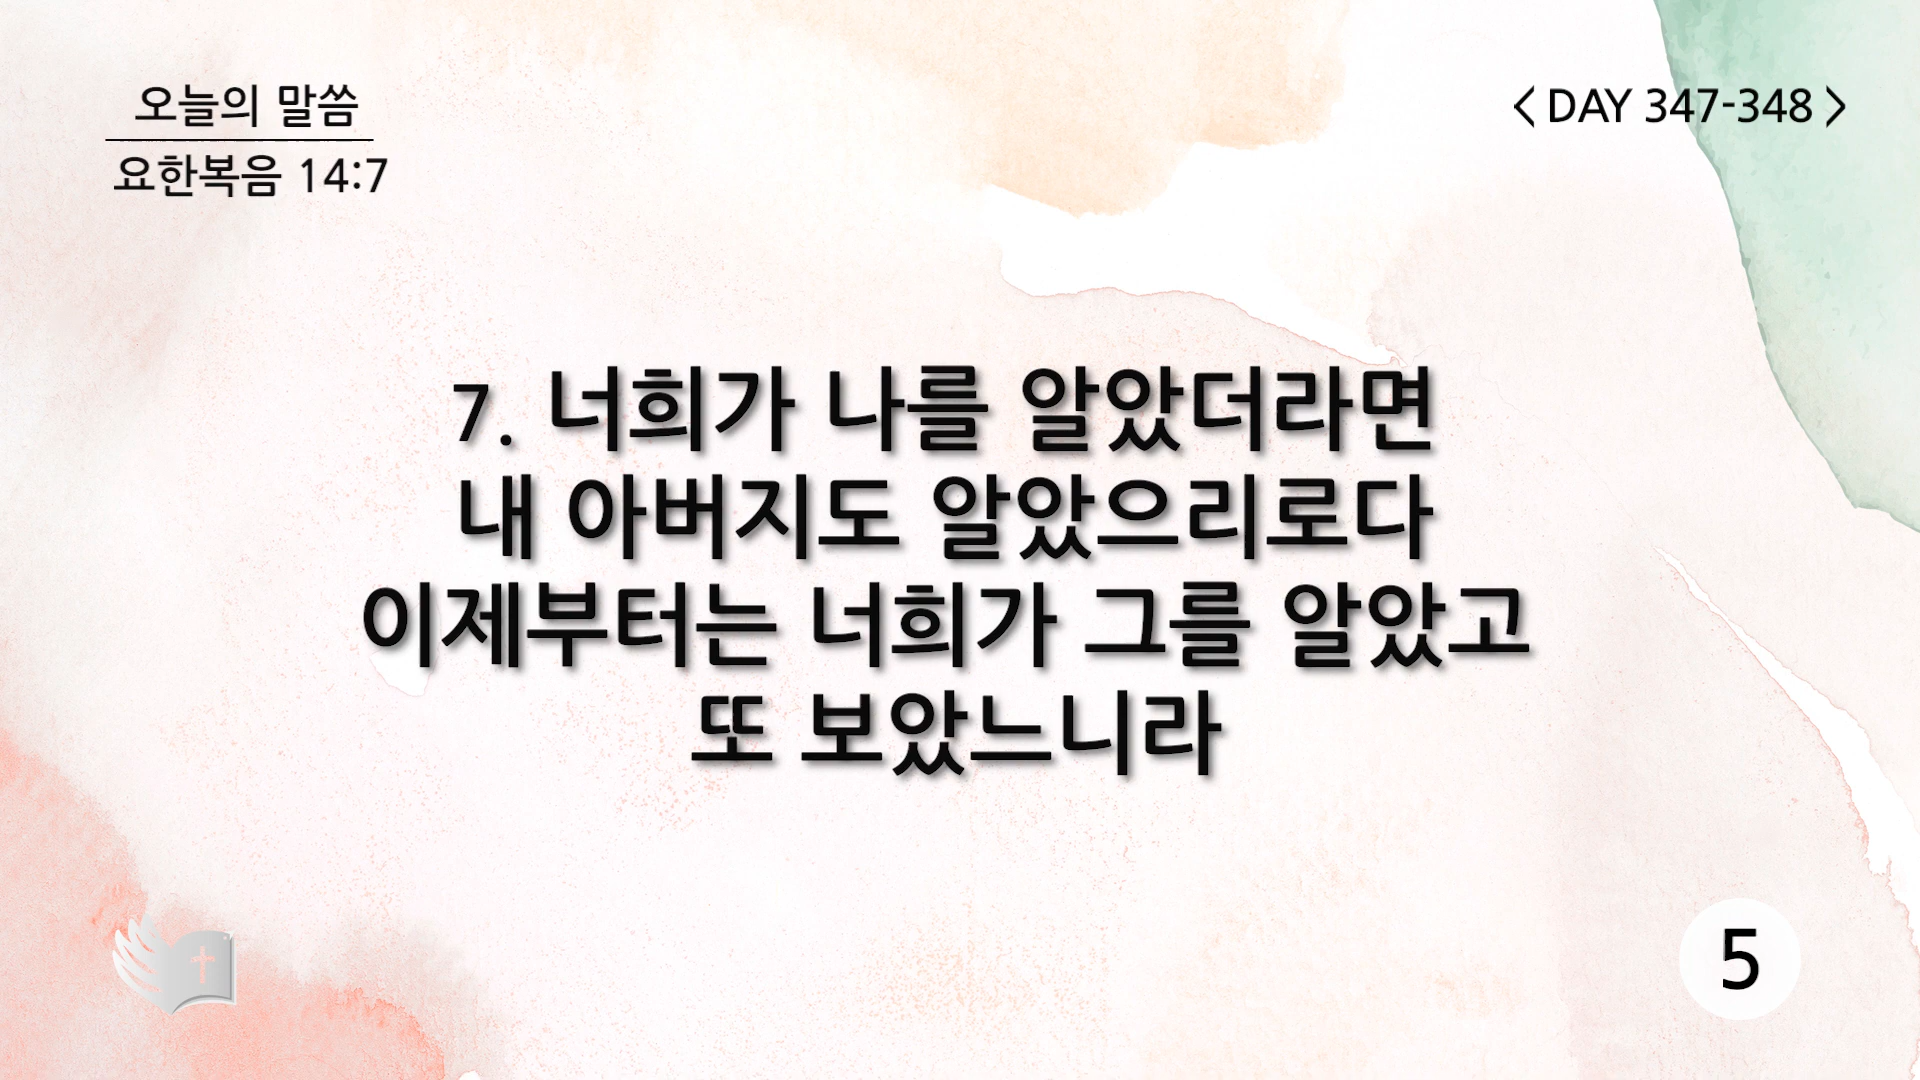 오늘의 말씀
요한복음 14:7
< DAY 347-348 >
7. 너희가 나를 알았더라면
내 아버지도 알았으리로다
이제부터는 너희가 그를 알았고
또 보았느니라
5